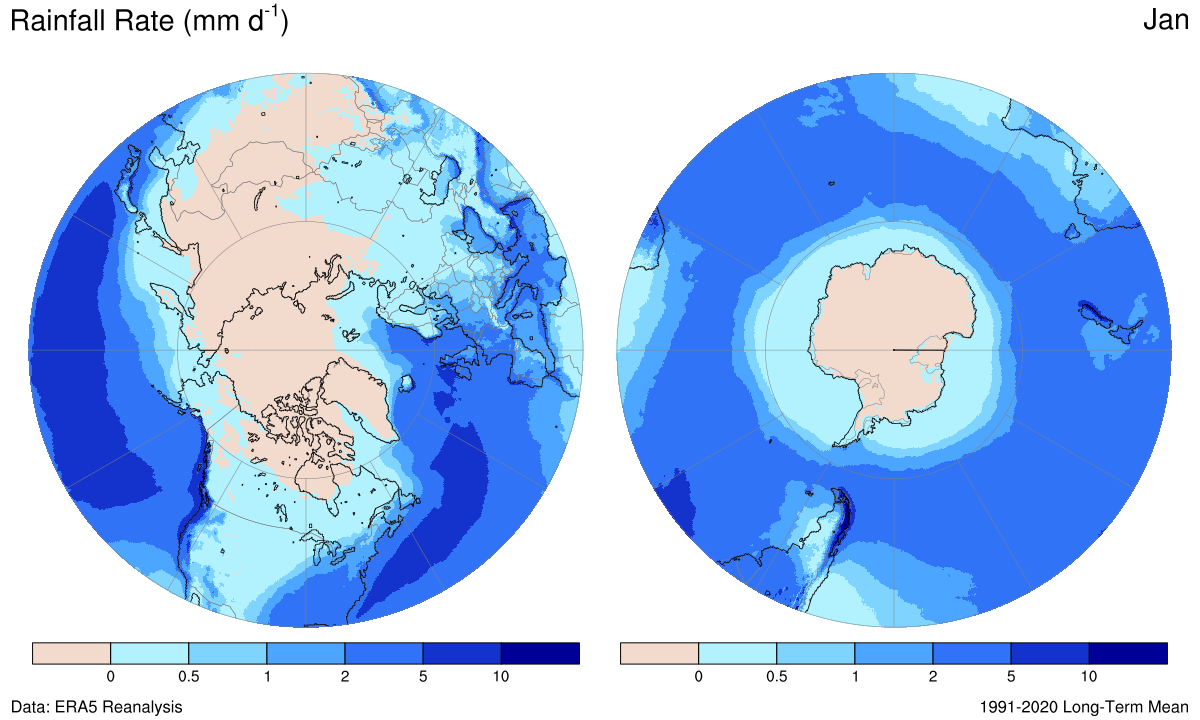 Rainfall Rate (mm d⁻¹)
Jan
0 0.5 1 2 5 10
0 0.5 1 2 5 10
Data: ERA5 Reanalysis
1991-2020 Long-Term Mean